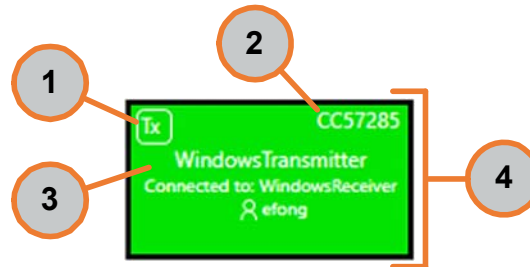 2
1
Tx
CC57285
WindowsTransmitter
3
Connected to: WindowsReceiver
4
efong